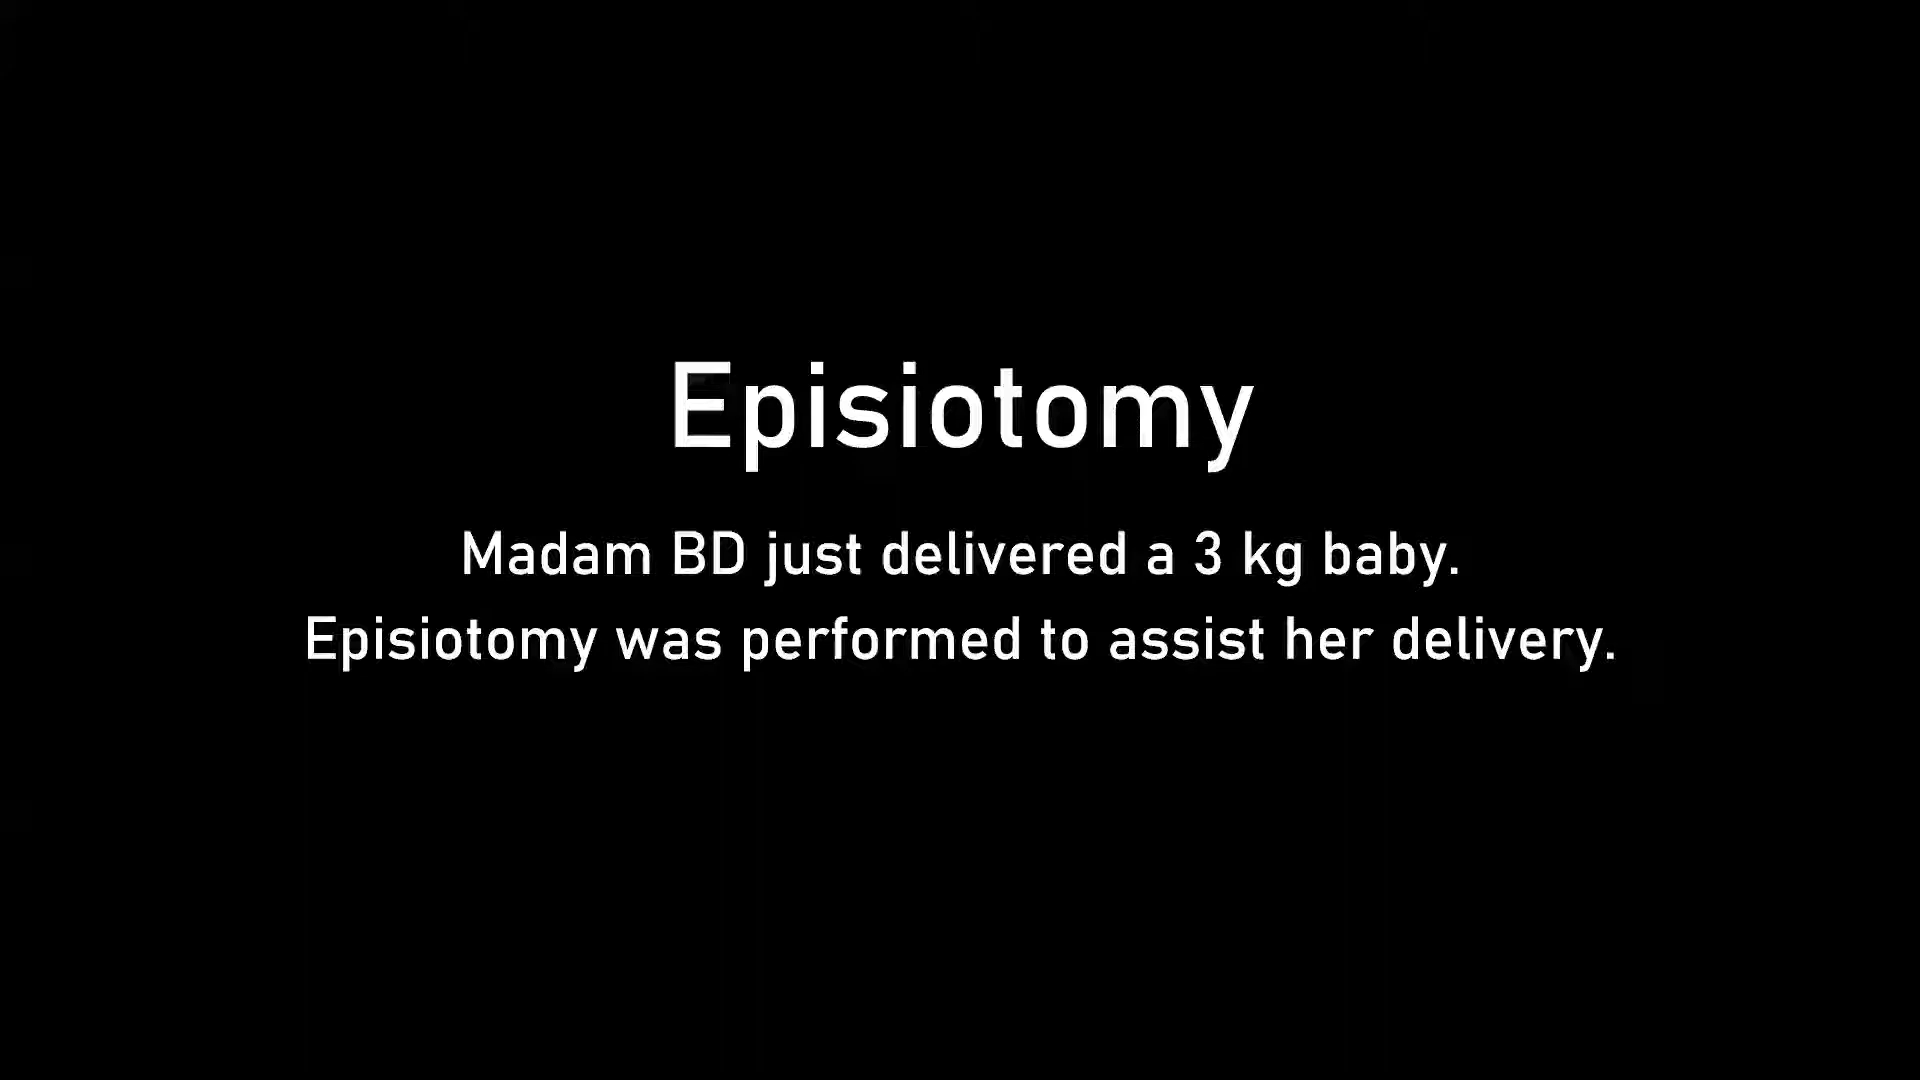 Episiotomy
Madam BD just delivered a 3 kg baby.
Episiotomy was performed to assist her delivery.